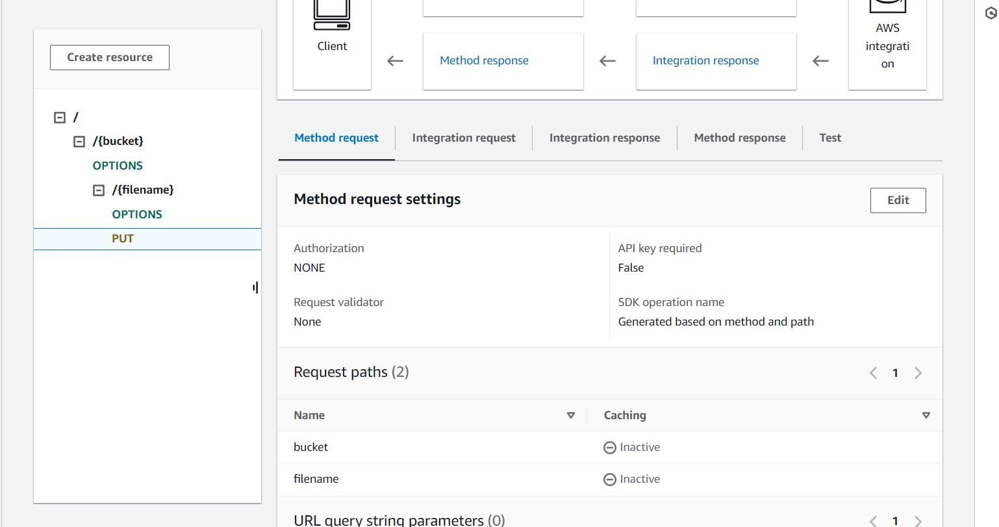 Create resource
/
/{bucket}
OPTIONS
/{filename}
OPTIONS
PUT
Client
Method response
Integration response
AWS
integrati
on
Method request
Integration request
Integration response
Method response
Test
Method request settings
Edit
Authorization
NONE
API key required
False
Request validator
None
SDK operation name
Generated based on method and path
Request paths (2)
1
Name
Caching
bucket
Inactive
filename
Inactive
URL query string parameters (0)
1